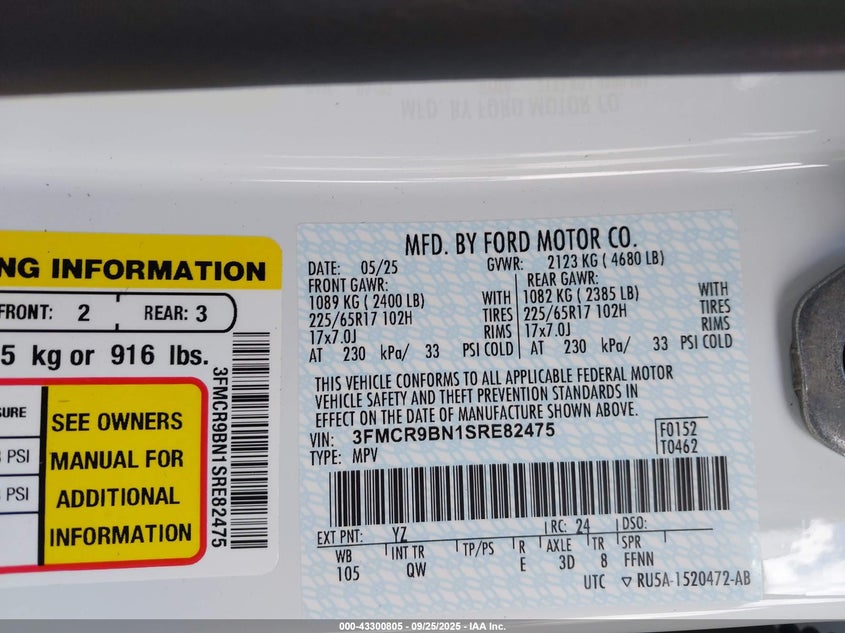 MFD. BY FORD MOTOR CO.
NG INFORMATION
FRONT: 2 REAR: 3
5 kg or 916 lbs.
SURE
PSI
PSI
SEE OWNERS
MANUAL FOR
ADDITIONAL
INFORMATION
3FMCR9BN1SRE82475
MFD. BY FORD MOTOR CO.
DATE: 05/25 GVWR: 2123 KG ( 4680 LB)
FRONT GAWR: REAR GAWR:
1089 KG ( 2400 LB) WITH 1082 KG ( 2385 LB) WITH
225/65R17 102H TIRES 225/65R17 102H TIRES
17x7.0J RIMS 17x7.0J RIMS
AT 230 kPa/ 33 PSI COLD AT 230 kPa/ 33 PSI COLD
THIS VEHICLE CONFORMS TO ALL APPLICABLE FEDERAL MOTOR
VEHICLE SAFETY AND THEFT PREVENTION STANDARDS IN
EFFECT ON THE DATE OF MANUFACTURE SHOWN ABOVE.
VIN: 3FMCR9BN1SRE82475 F0152
TYPE: MPV T0462
EXT PNT: YZ RC: 24 DSO:
WB INT TR TP/PS R AXLE TR SPR
105 QW E 3D 8 FFNN
UTC ▽ RU5A-1520472-AB
000-43300805 - 09/25/2025 - IAA Inc.